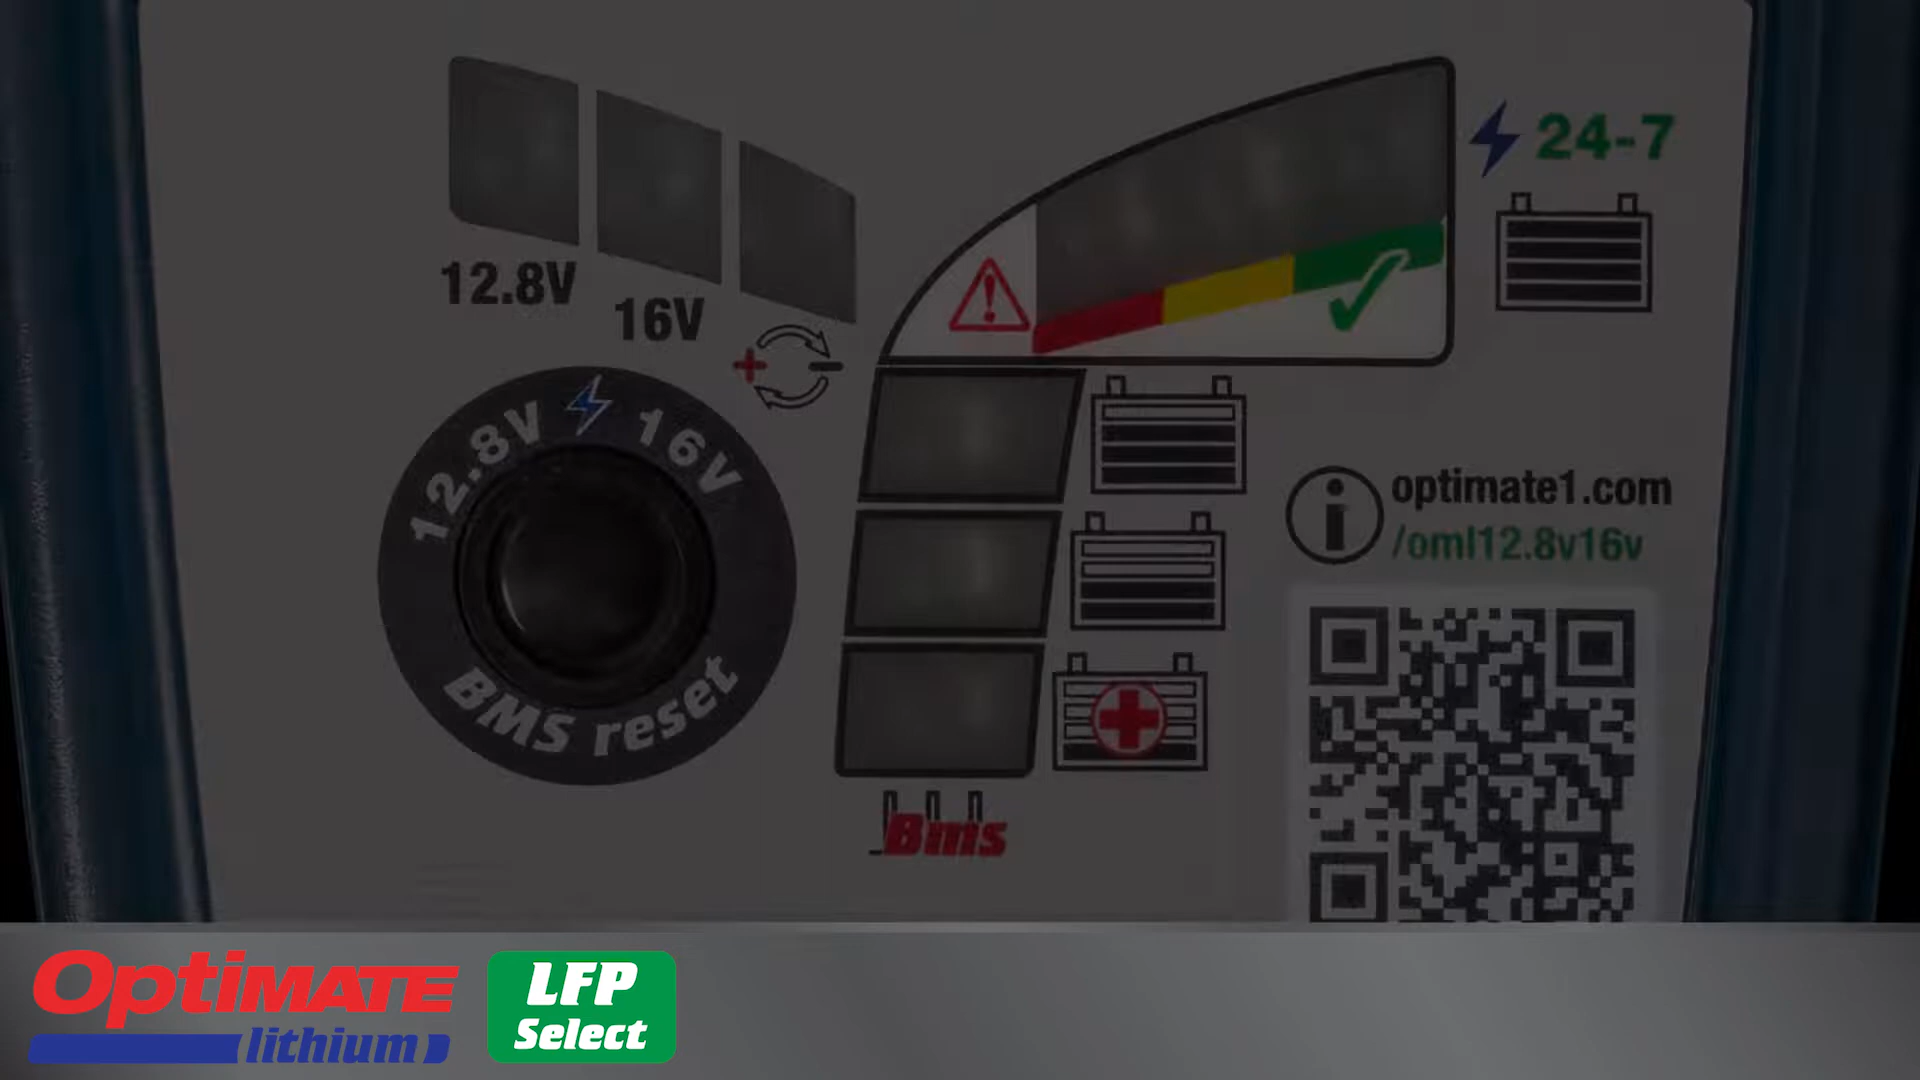 24-7
12.8V
16V
12.8V 16V
BMS reset
optimate1.com
/oml12.8v16v
Bms
OptiMATE
lithium
LFP
Select